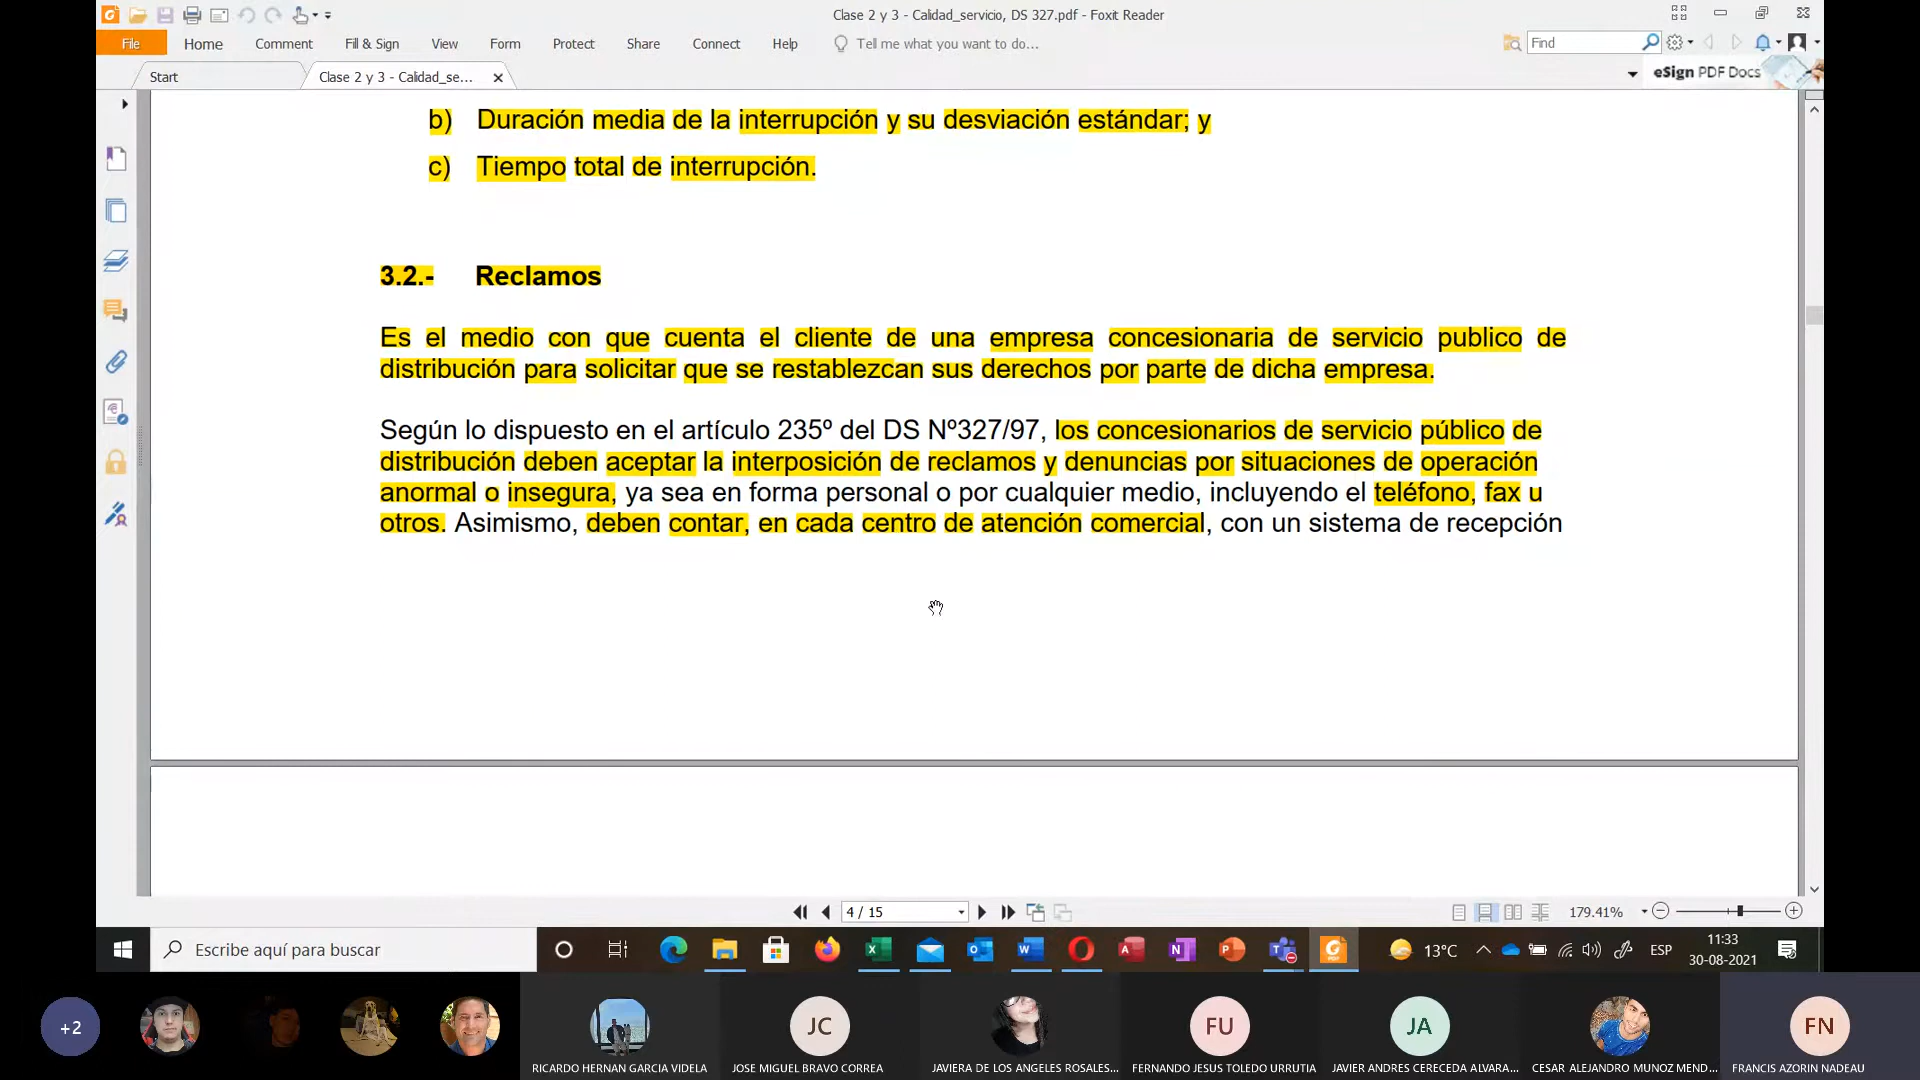 Clase 2 y 3 - Calidad_servicio, DS 327.pdf - Foxit Reader
File Home Comment Fill & Sign View Form Protect Share Connect Help Tell me what you want to do... Find
Start Clase 2 y 3 - Calidad_se... eSign PDF Docs
b) Duración media de la interrupción y su desviación estándar; y
c) Tiempo total de interrupción.
3.2.- Reclamos
Es el medio con que cuenta el cliente de una empresa concesionaria de servicio publico de
distribución para solicitar que se restablezcan sus derechos por parte de dicha empresa.
Según lo dispuesto en el artículo 235º del DS Nº327/97, los concesionarios de servicio público de
distribución deben aceptar la interposición de reclamos y denuncias por situaciones de operación
anormal o insegura, ya sea en forma personal o por cualquier medio, incluyendo el teléfono, fax u
otros. Asimismo, deben contar, en cada centro de atención comercial, con un sistema de recepción
4 / 15 179.41%
Escribe aquí para buscar 13°C ESP 11:33
30-08-2021
+2 JC FU JA FN
RICARDO HERNAN GARCIA VIDELA JOSE MIGUEL BRAVO CORREA JAVIERA DE LOS ANGELES ROSALES... FERNANDO JESUS TOLEDO URRUTIA JAVIER ANDRES CERECEDA ALVARA... CESAR ALEJANDRO MUNOZ MEND... FRANCIS AZORIN NADEAU